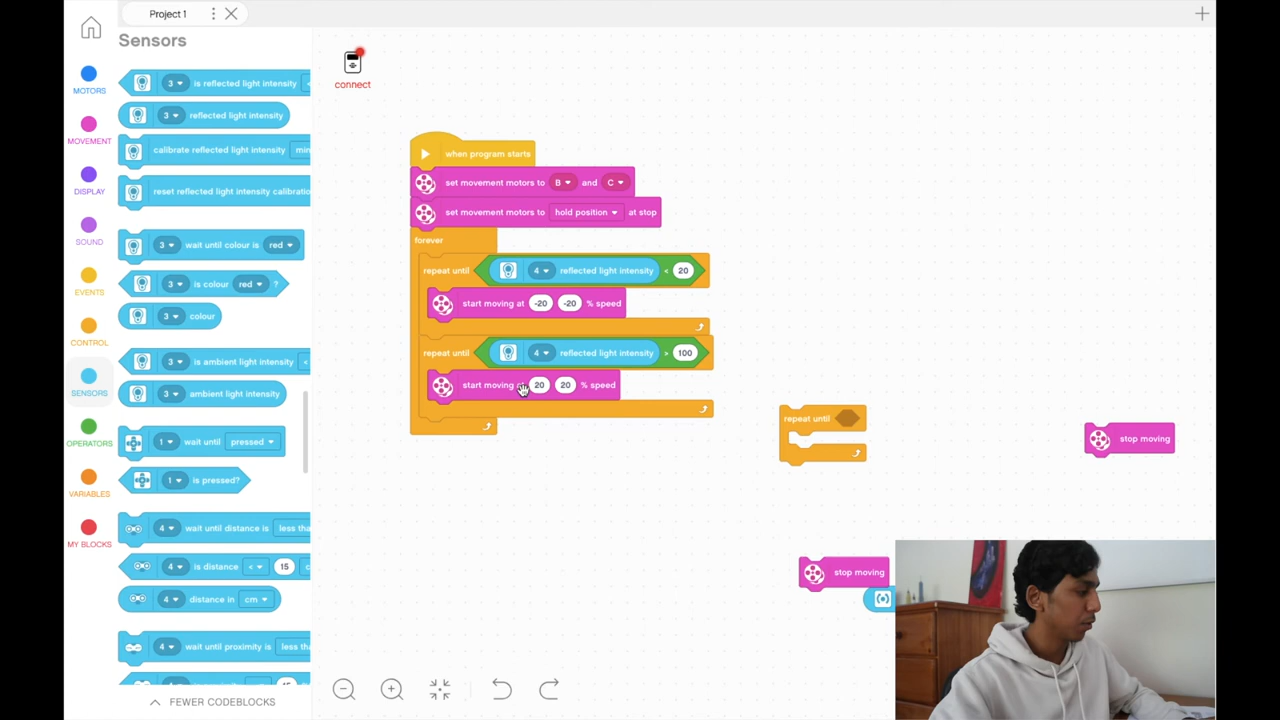 Project 1
Sensors
connect
MOTORS
MOVEMENT
DISPLAY
SOUND
EVENTS
CONTROL
SENSORS
OPERATORS
VARIABLES
MY BLOCKS
3 is reflected light intensity <
3 reflected light intensity
calibrate reflected light intensity
reset reflected light intensity
3 wait until colour is red
3 is colour red ?
3 colour
3 is ambient light intensity <
3 ambient light intensity
1 wait until pressed
1 is pressed?
4 wait until distance is less
4 is distance < 15
4 distance in cm
4 wait until proximity is less
FEWER CODEBLOCKS
when program starts
set movement motors to B and C
set movement motors to hold position at stop
forever
repeat until 4 reflected light intensity < 20
start moving at -20 -20 % speed
repeat until 4 reflected light intensity > 100
start moving 20 20 % speed
repeat until
stop moving
stop moving